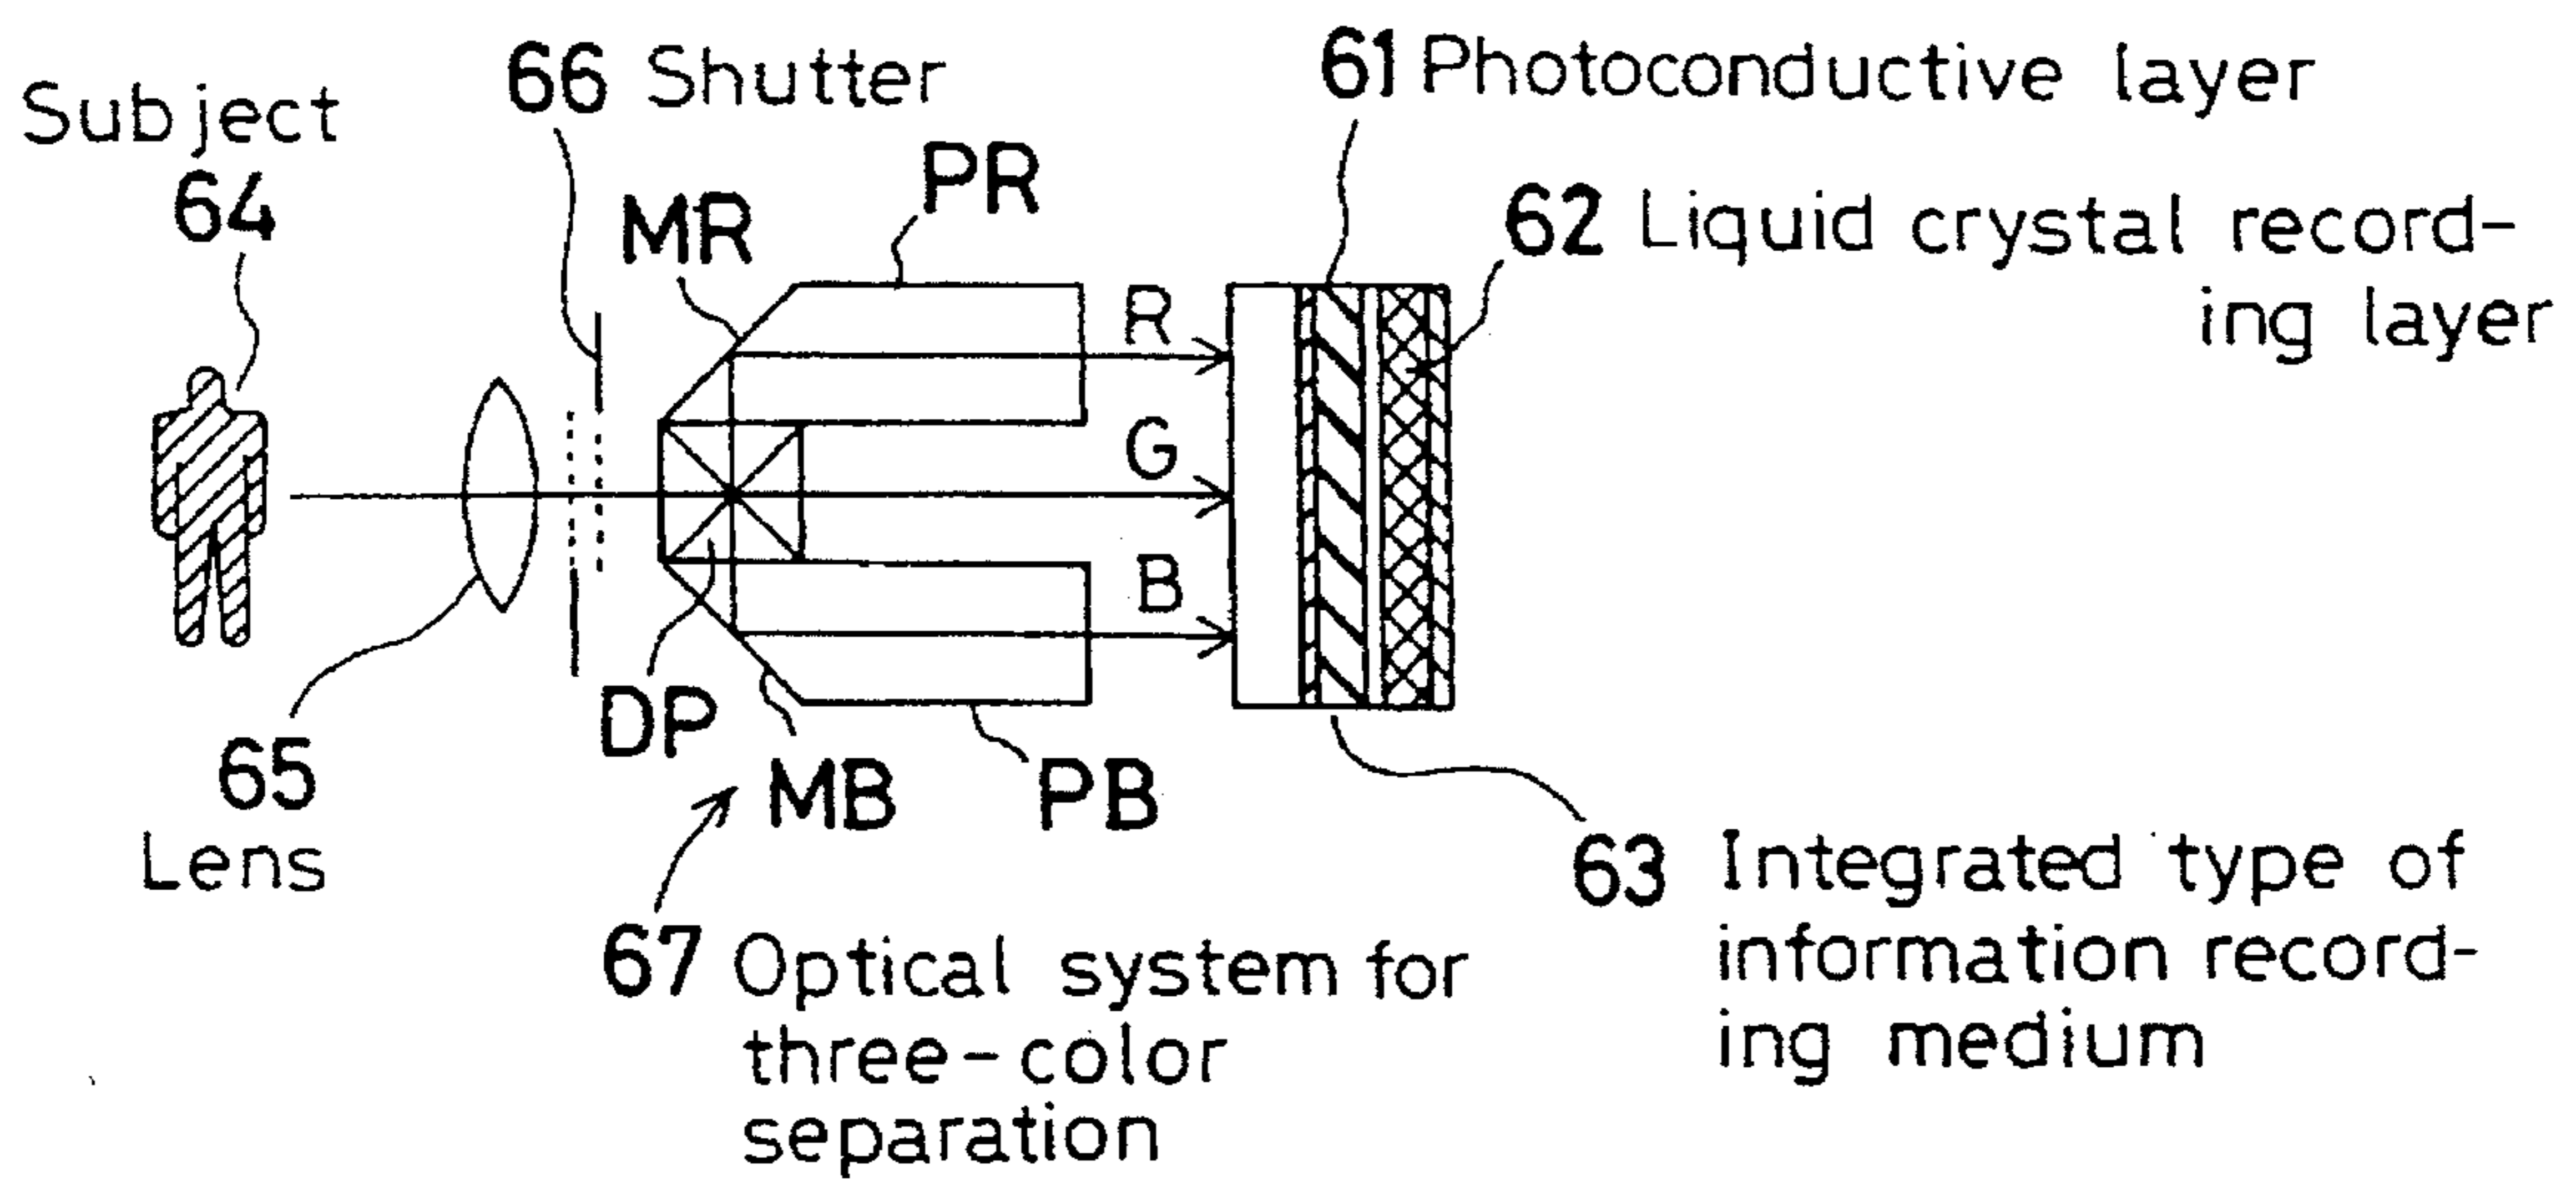 Subject
64
66 Shutter
61 Photoconductive layer
62 Liquid crystal record-
ing layer
MR
PR
R
G
B
DP
MB
PB
65
Lens
67 Optical system for
three-color
separation
63 Integrated type of
information record-
ing medium